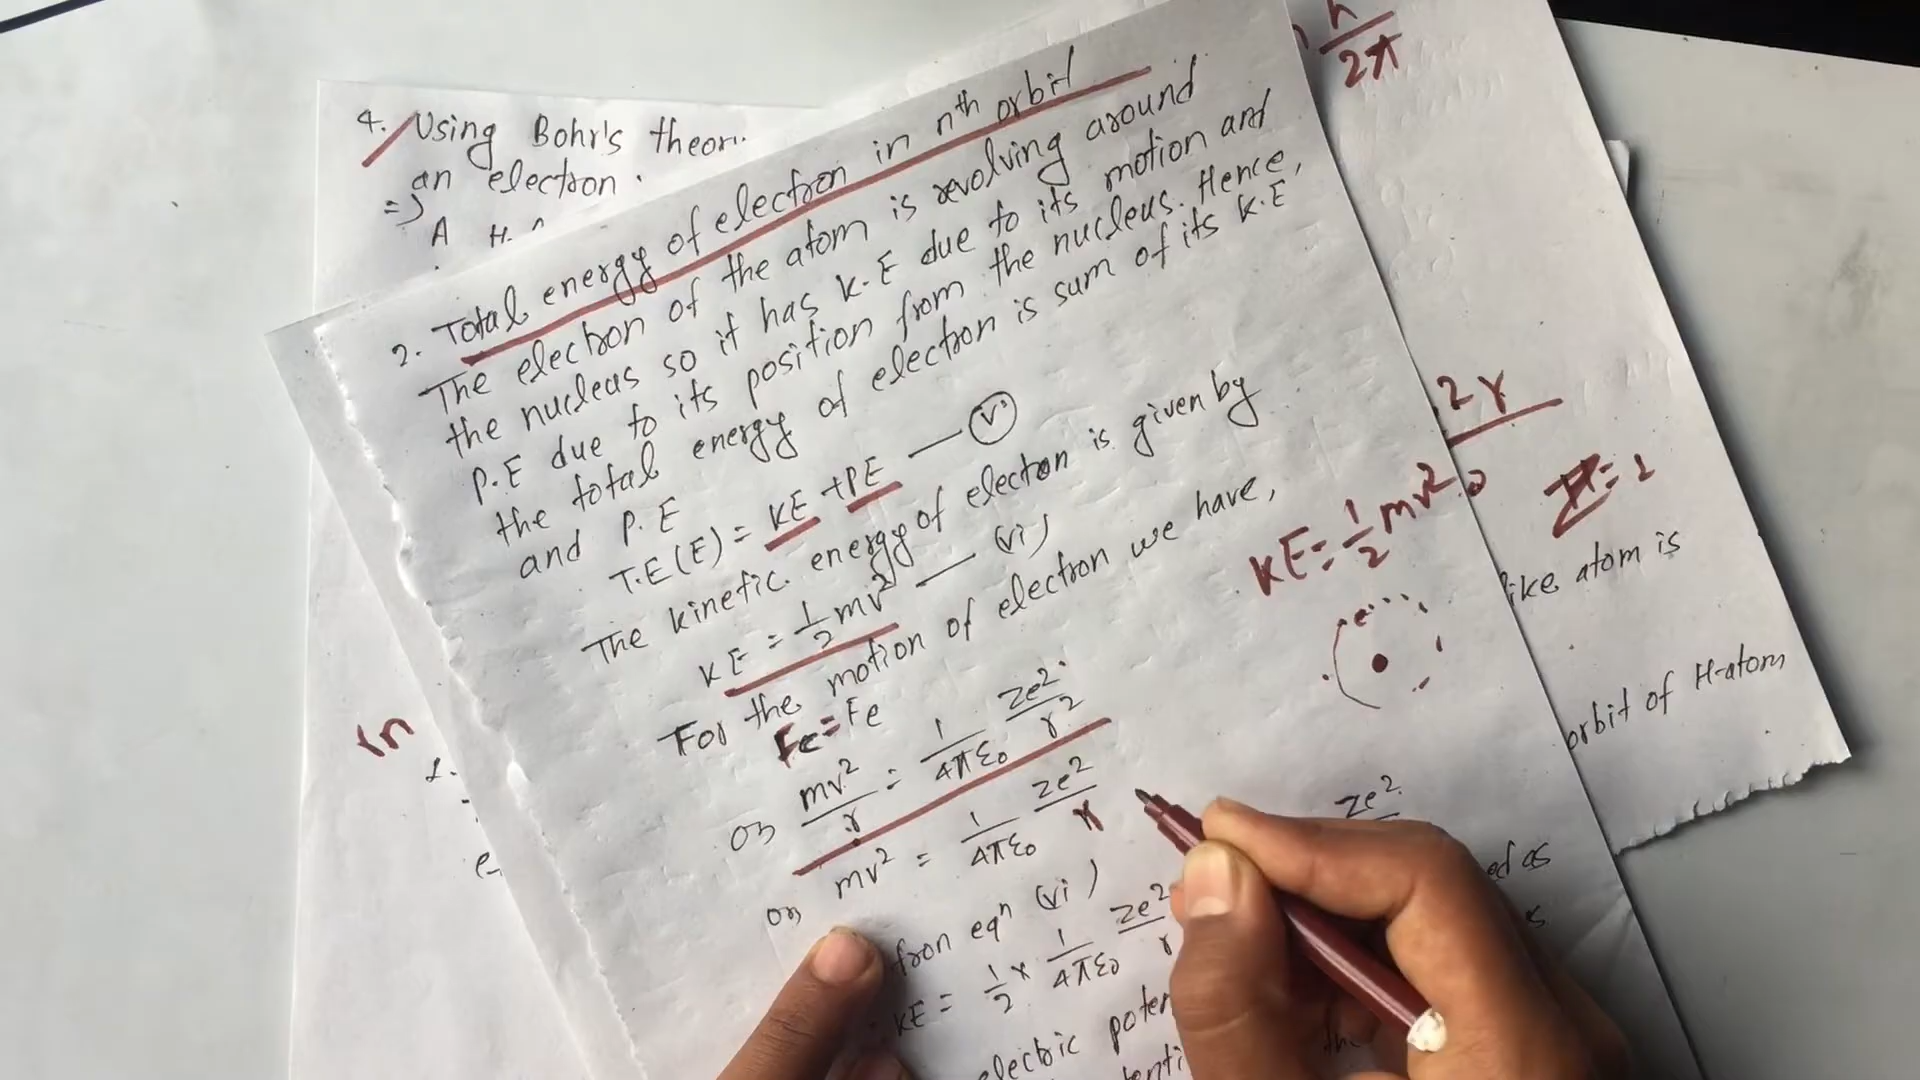 4. Using Bohr's
an electron.
=>
A H.
2. Total energy of electron in nth orbit
The electron of the atom is revolving around
the nucleus so it has K.E due to its motion and
P.E due to its position from the nucleus. Hence,
the total energy of electron is sum of its K.E
and P.E
T.E(E) = KE + PE — (v)
The kinetic energy of electron is given by
KE = 1/2 mv² — (vi)
For the motion of electron we have,
Fc = Fe
or mv²/r = 1/4πε₀ Ze²/r²
or mv² = 1/4πε₀ Ze²/r
from eqn (vi)
KE = 1/2 × 1/4πε₀ Ze²/r
electric
h/2π
2r
KE = 1/2 mv²
e
= 1
like atom is
orbit of H-atom
Ze²
ed as
the
In
1.